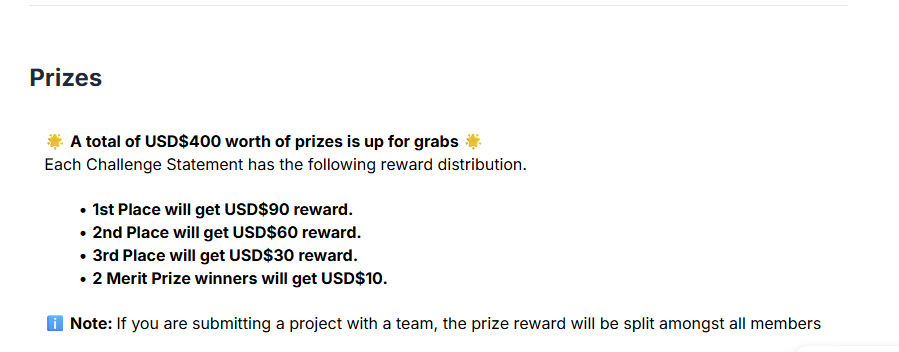 Prizes
🌟 A total of USD$400 worth of prizes is up for grabs 🌟
Each Challenge Statement has the following reward distribution.
• 1st Place will get USD$90 reward.
• 2nd Place will get USD$60 reward.
• 3rd Place will get USD$30 reward.
• 2 Merit Prize winners will get USD$10.
ℹ️ Note: If you are submitting a project with a team, the prize reward will be split amongst all members